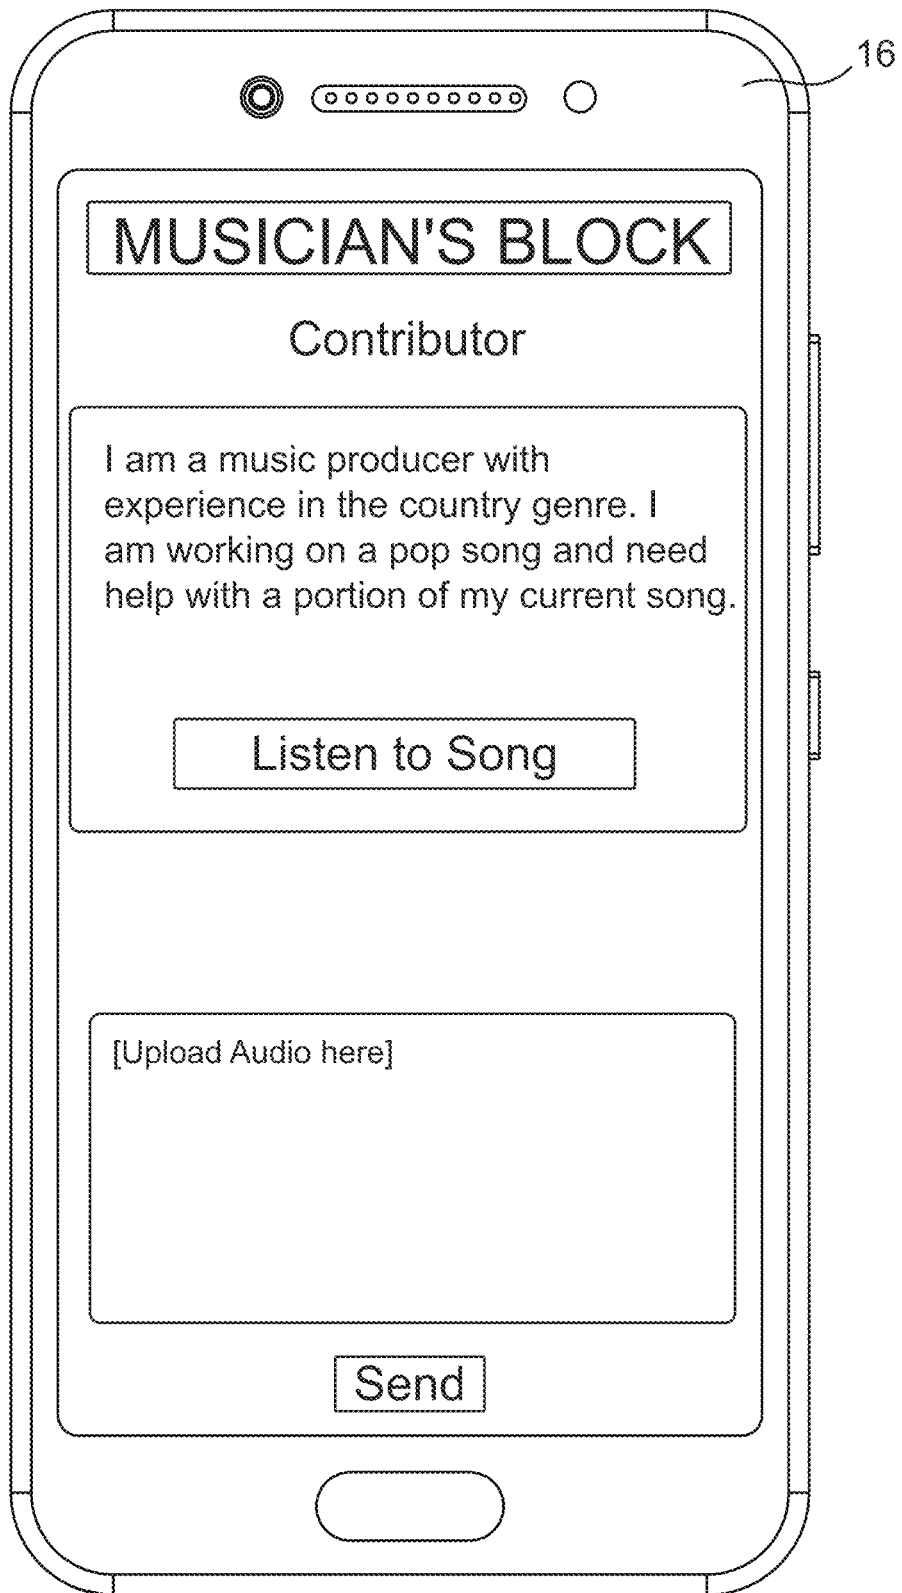 16
MUSICIAN'S BLOCK
Contributor
I am a music producer with
experience in the country genre. I
am working on a pop song and need
help with a portion of my current song.
Listen to Song
[Upload Audio here]
Send